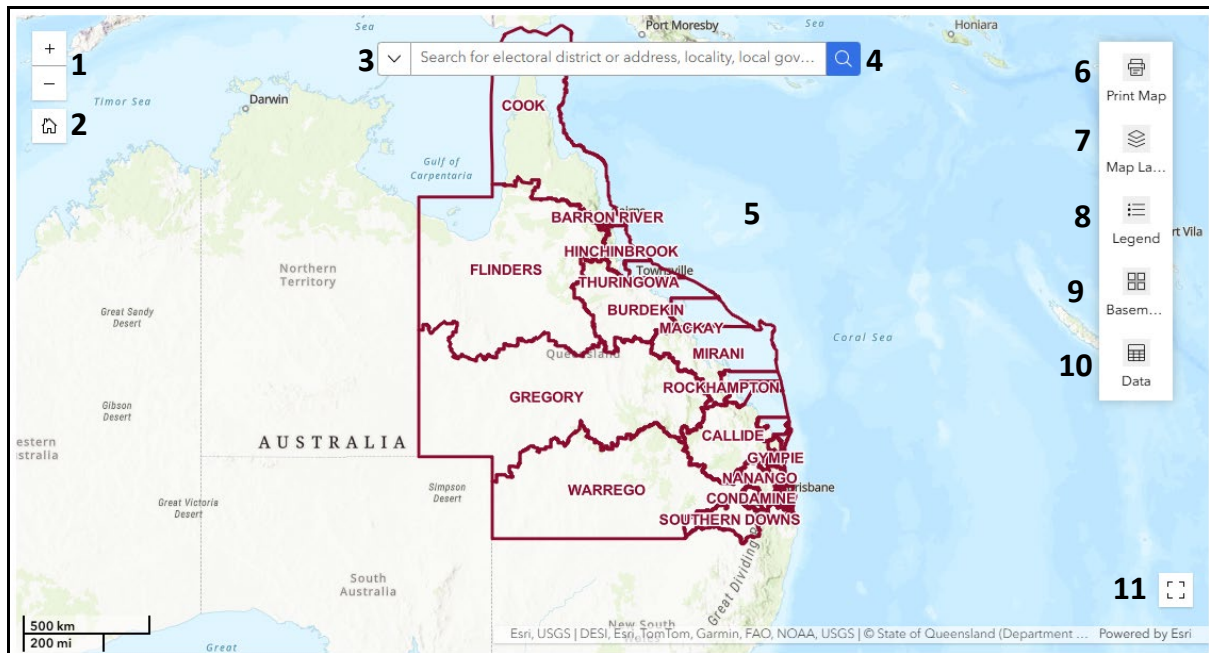 Sea
Port Moresby
Sea
Honiara
+
1
−
3
Search for electoral district or address, locality, local gov...
4
6
Print Map
Timor Sea
Darwin
2
COOK
7
Map La...
Gulf of
Carpentaria
5
8
Legend
BARRON RIVER
rt Vila
HINCHINBROOK
FLINDERS
Townsville
Northern
Territory
THURINGOWA
9
Basem...
Great Sandy
Desert
BURDEKIN
MACKAY
Coral Sea
Queensland
MIRANI
10
Data
ROCKHAMPTON
GREGORY
Gibson
Desert
AUSTRALIA
estern
stralia
CALLIDE
GYMPIE
NANANGO
Simpson
Desert
WARREGO
risbane
CONDAMINE
Great Victoria
Desert
SOUTHERN DOWNS
South
Australia
Great Dividing
11
500 km
200 mi
New South
Great
Esri, USGS | DESI, Esri, TomTom, Garmin, FAO, NOAA, USGS | © State of Queensland (Department ... Powered by Esri